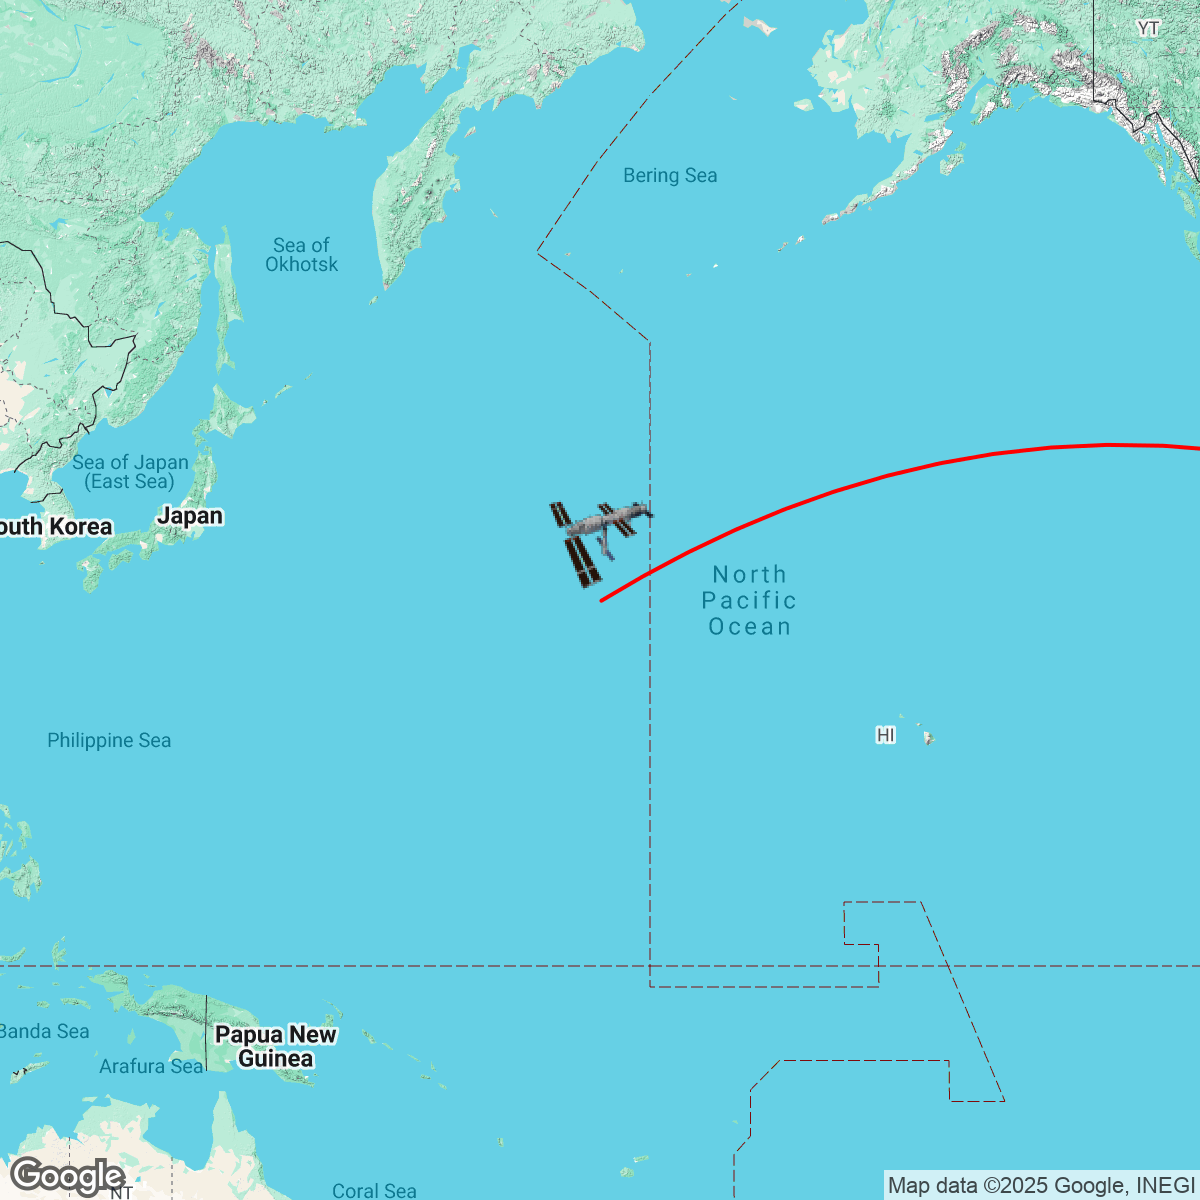 YT
Bering Sea
Sea of
Okhotsk
Sea of Japan
(East Sea)
Japan
outh Korea
North
Pacific
Ocean
HI
Philippine Sea
Banda Sea
Papua New
Guinea
Arafura Sea
Google
NT
Coral Sea
Map data ©2025 Google, INEGI